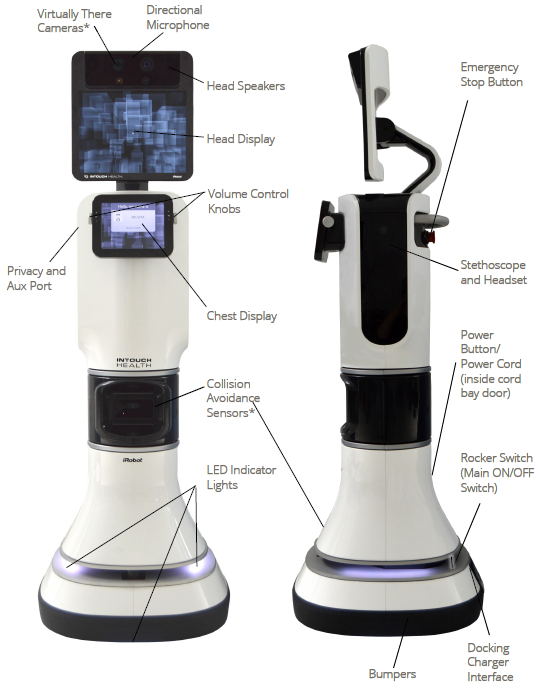 Virtually There
Cameras*
Directional
Microphone
Head Speakers
Head Display
INTOUCH HEALTH
iRobot
Volume Control
Knobs
Privacy and
Aux Port
Chest Display
INTOUCH
HEALTH
Collision
Avoidance
Sensors*
iRobot
LED Indicator
Lights
Emergency
Stop Button
Stethoscope
and Headset
Power
Button/
Power Cord
(inside cord
bay door)
Rocker Switch
(Main ON/OFF
Switch)
Docking
Charger
Interface
Bumpers